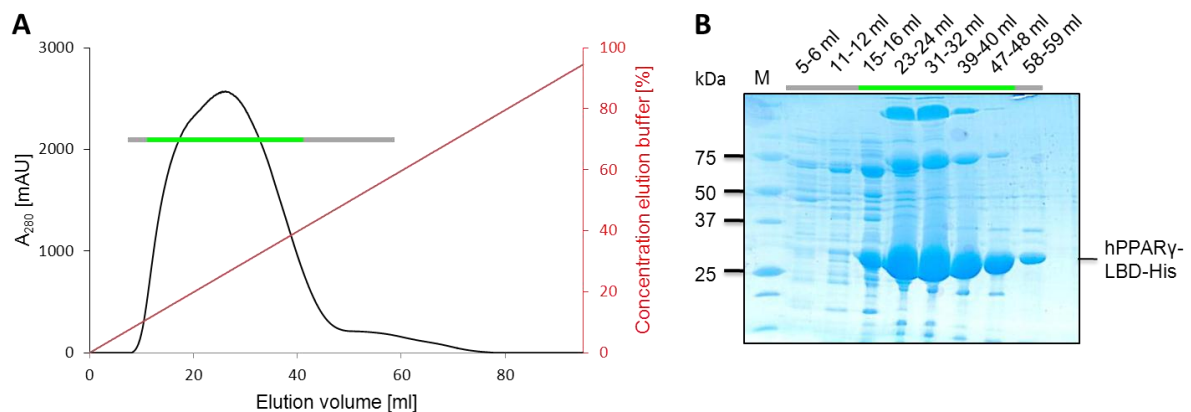 A
3000
2000
1000
0
A280 [mAU]
0
20
40
60
80
Elution volume [ml]
100
80
60
40
20
0
Concentration elution buffer [%]
B
kDa
M
5-6 ml
11-12 ml
15-16 ml
23-24 ml
31-32 ml
39-40 ml
47-48 ml
58-59 ml
75
50
37
25
hPPARγ-
LBD-His